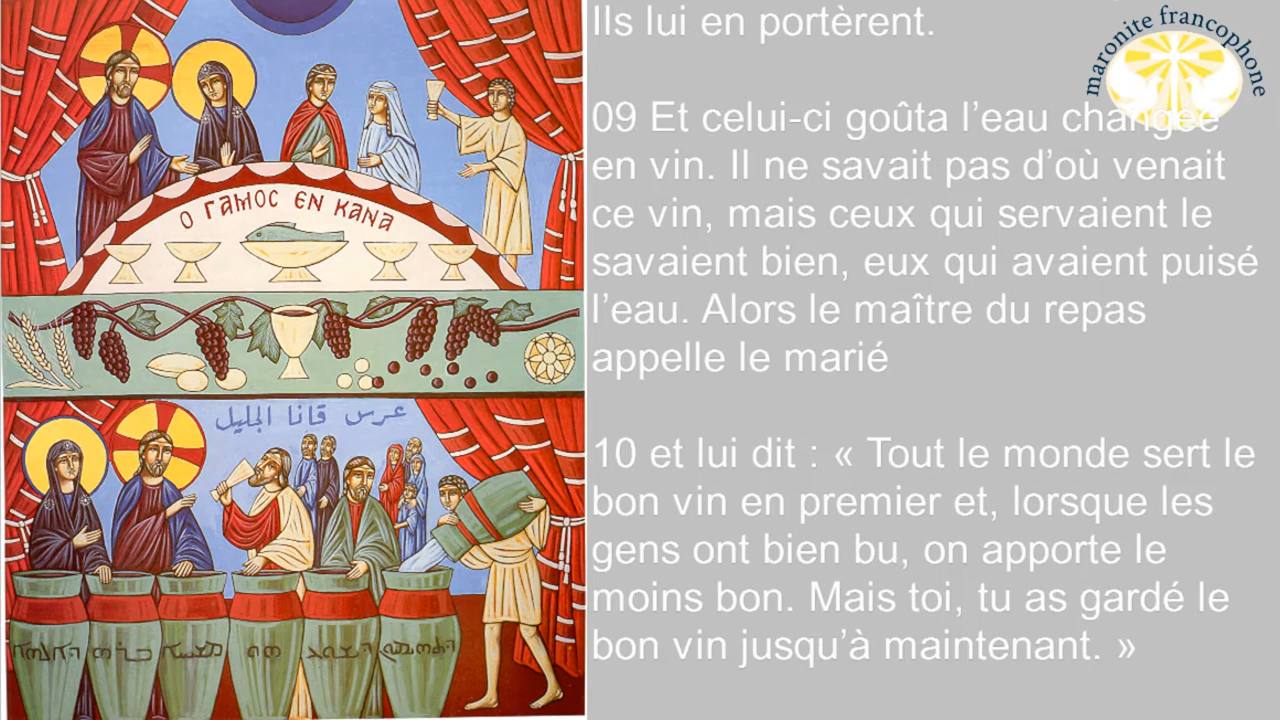 Ο ΓΑΜΟС ЄΝ ΚΑΝΑ
عرس قانا الجليل
Ils lui en portèrent.
maronite francophone
09 Et celui-ci goûta l’eau changée
en vin. Il ne savait pas d’où venait
ce vin, mais ceux qui servaient le
savaient bien, eux qui avaient puisé
l’eau. Alors le maître du repas
appelle le marié
10 et lui dit : « Tout le monde sert le
bon vin en premier et, lorsque les
gens ont bien bu, on apporte le
moins bon. Mais toi, tu as gardé le
bon vin jusqu’à maintenant. »